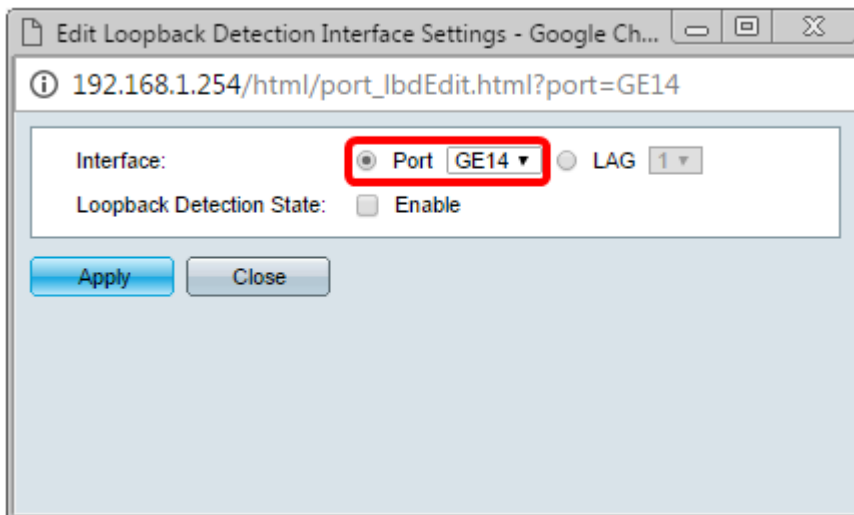 Edit Loopback Detection Interface Settings - Google Ch...
192.168.1.254/html/port_lbdEdit.html?port=GE14
Interface: Port GE14 LAG 1
Loopback Detection State: Enable
Apply Close